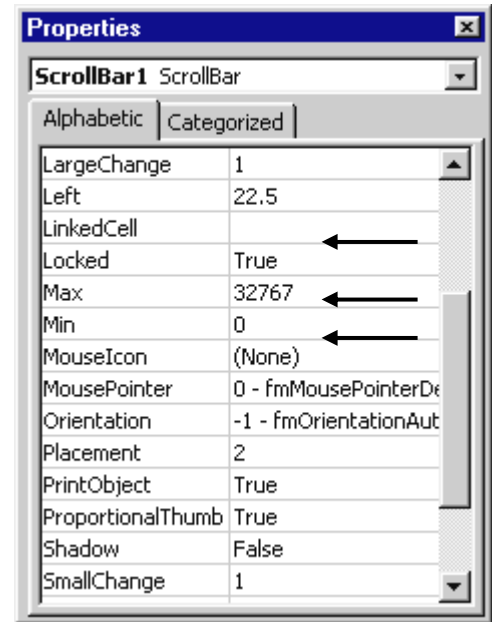 Properties
ScrollBar1 ScrollBar
Alphabetic Categorized
LargeChange 1
Left 22.5
LinkedCell
Locked True
Max 32767
Min 0
MouseIcon (None)
MousePointer 0 - fmMousePointerDe
Orientation -1 - fmOrientationAut
Placement 2
PrintObject True
ProportionalThumb True
Shadow False
SmallChange 1